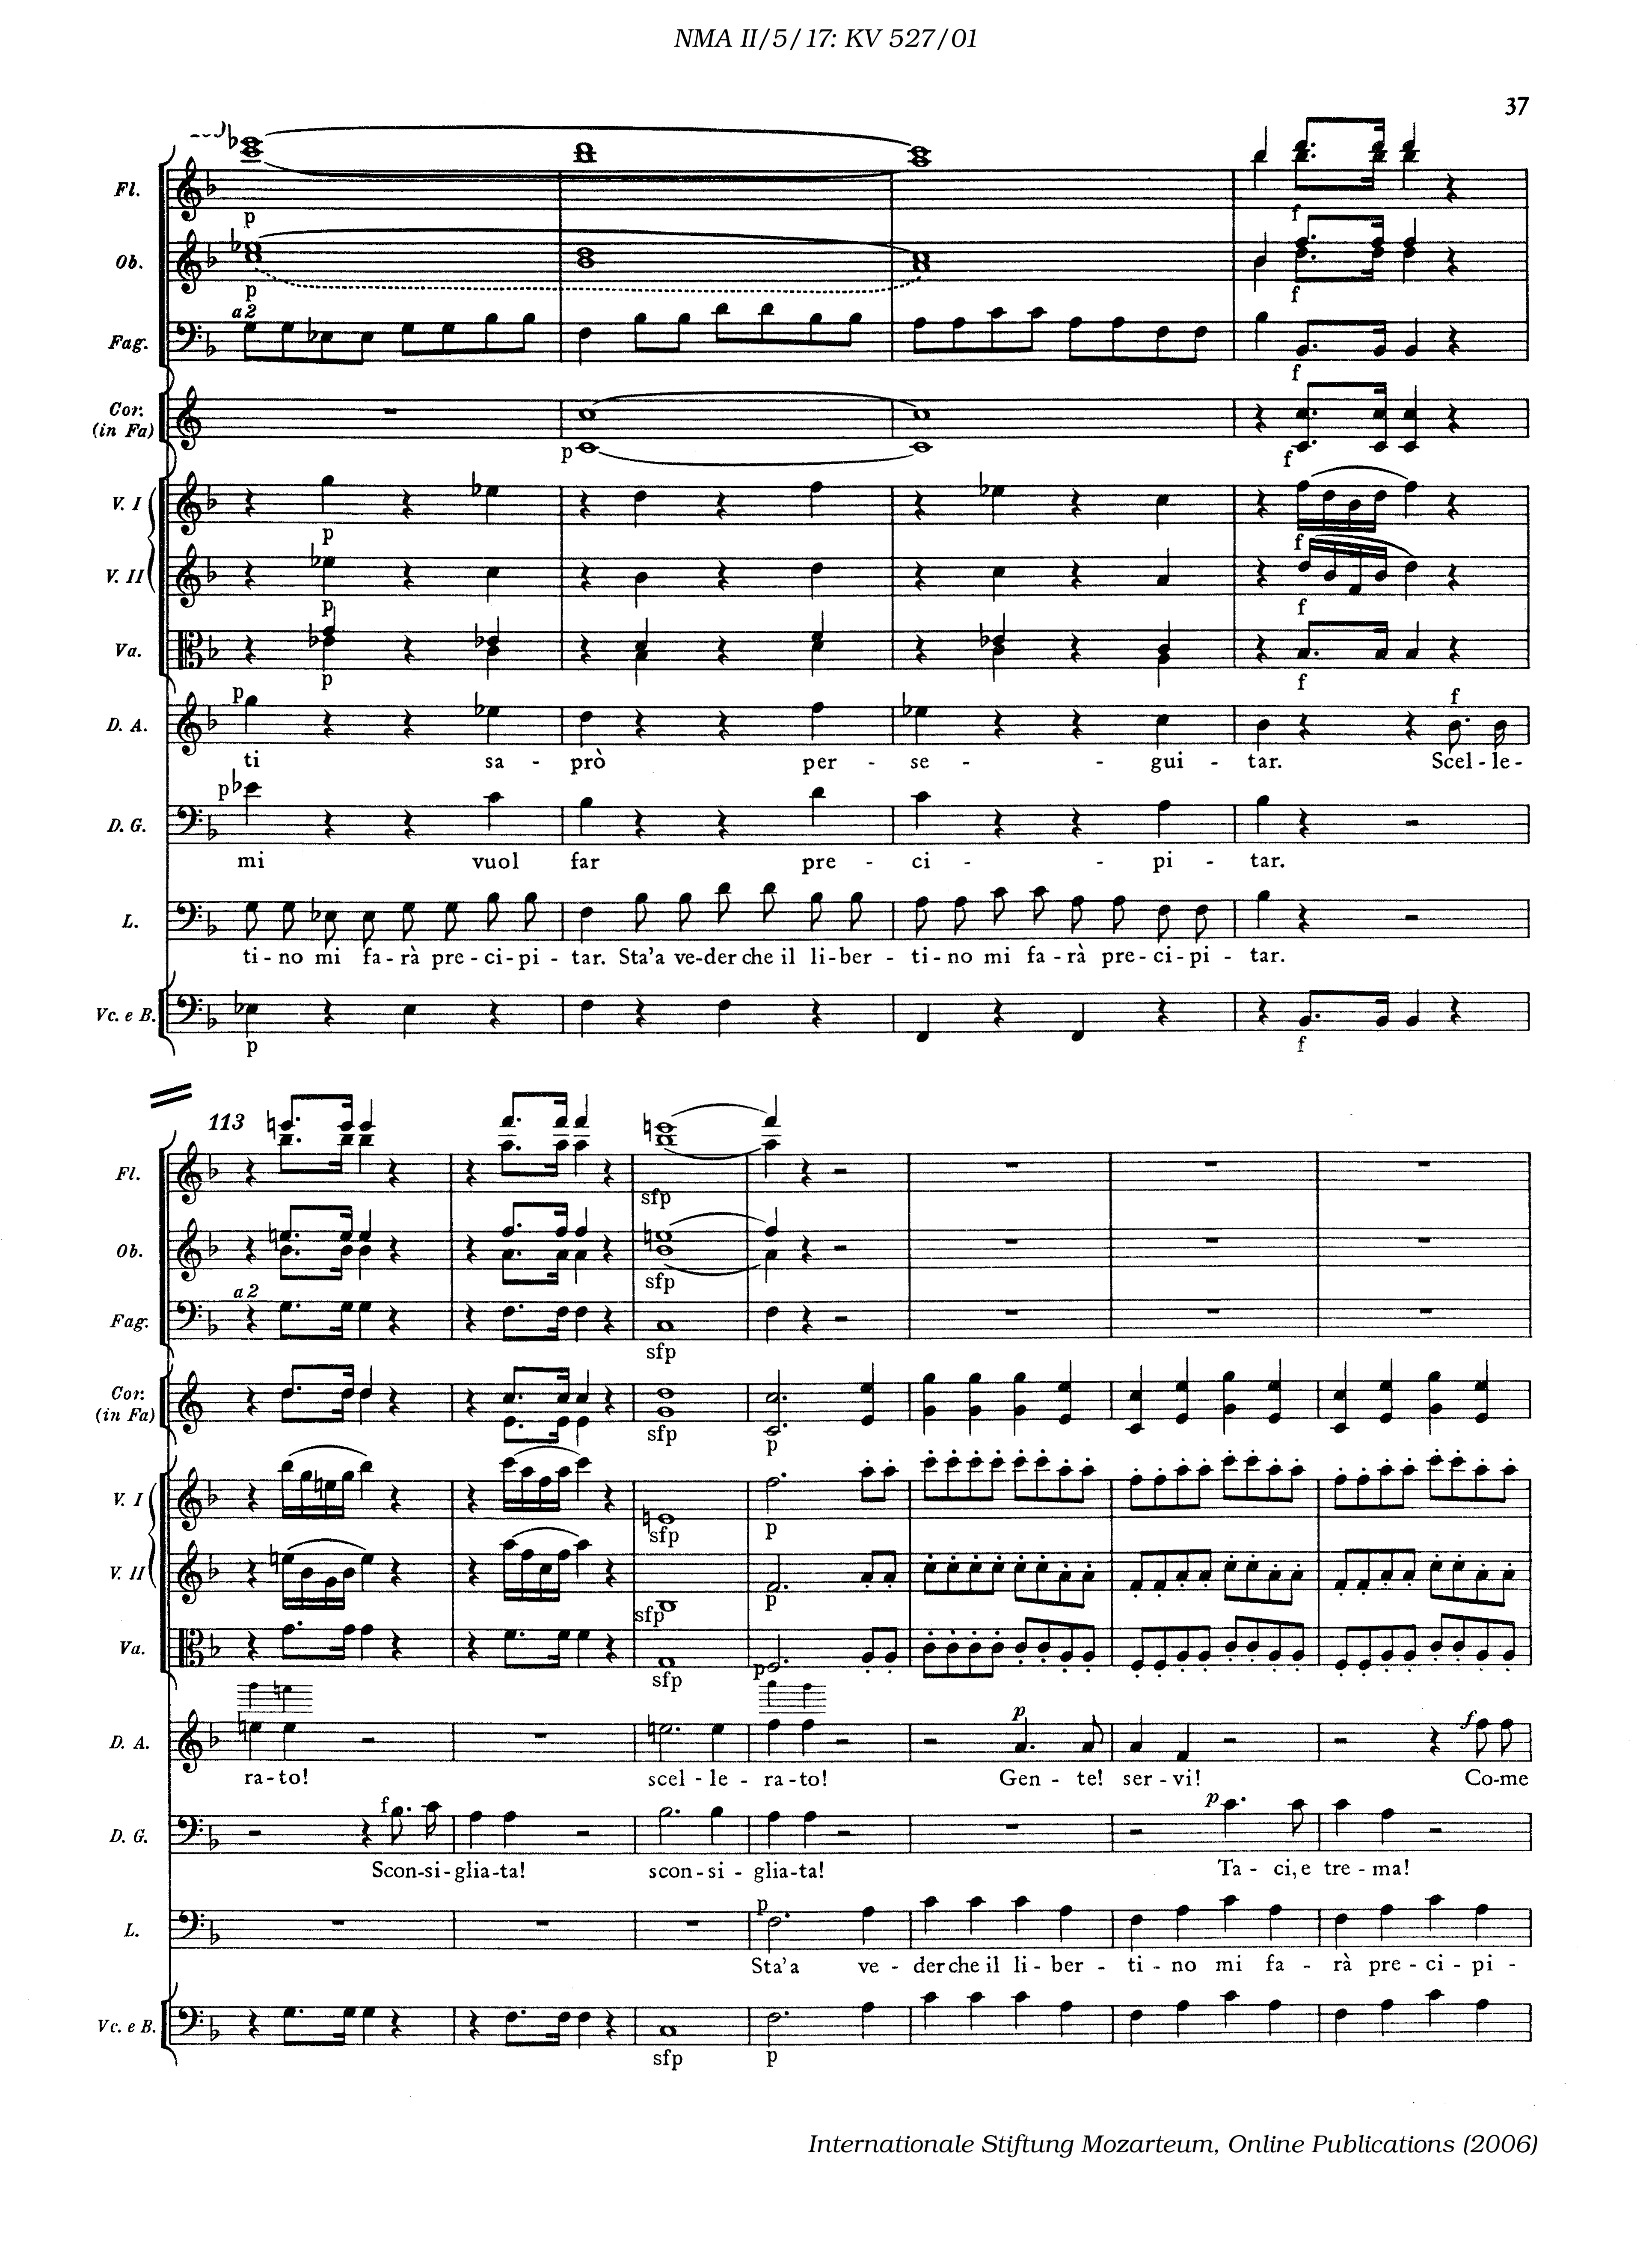 NMA II/5/17: KV 527/01
37
Fl.
p
f
Ob.
p
f
a 2
Fag.
f
Cor.
(in Fa)
p
f
V. I
p
f
V. II
p
f
Va.
p
f
p
f
D. A.
ti sa - prò per - se - - gui - tar. Scel - le -
p
D. G.
mi vuol far pre - ci - - pi - tar.
L.
ti - no mi fa - rà pre - ci - pi - tar. Sta'a ve - der che il li - ber - ti - no mi fa - rà pre - ci - pi - tar.
Vc. e B.
p
f
113
Fl.
sfp
Ob.
sfp
a 2
Fag.
sfp
Cor.
(in Fa)
sfp
p
V. I
sfp
p
V. II
sfp
p
Va.
sfp
p
p
f
D. A.
ra - to! scel - le - ra - to! Gen - te! ser - vi! Co - me
f
p
D. G.
Scon - si - glia - ta! scon - si - glia - ta! Ta - ci, e tre - ma!
p
L.
Sta'a ve - der che il li - ber - ti - no mi fa - rà pre - ci - pi -
Vc. e B.
sfp
p
Internationale Stiftung Mozarteum, Online Publications (2006)